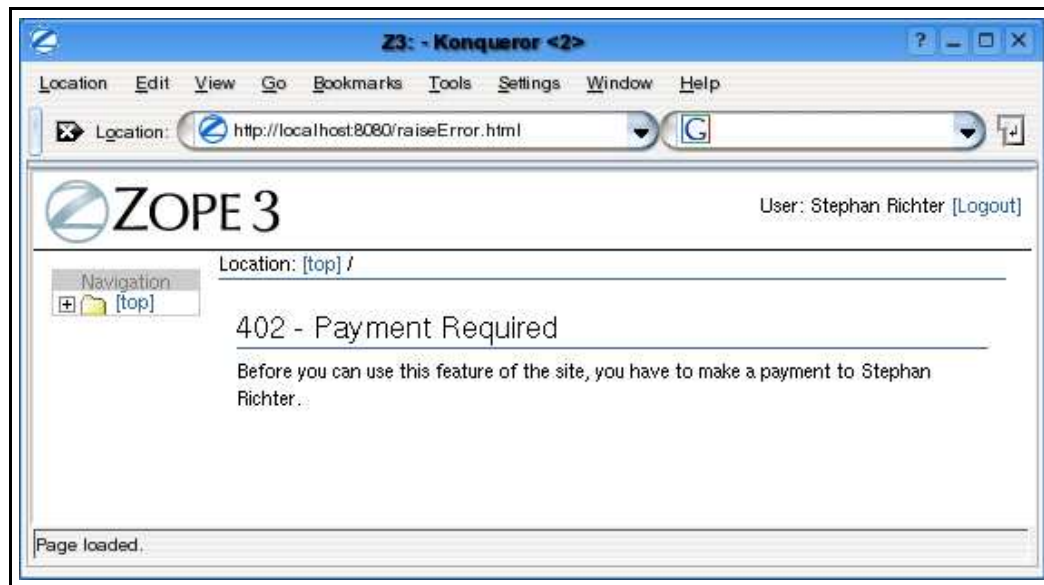 Z3: - Konqueror <2>
Location Edit View Go Bookmarks Tools Settings Window Help
Location: http://localhost:8080/raiseError.html
ZOPE 3
User: Stephan Richter [Logout]
Navigation
[top]
Location: [top] /
402 - Payment Required
Before you can use this feature of the site, you have to make a payment to Stephan
Richter.
Page loaded.